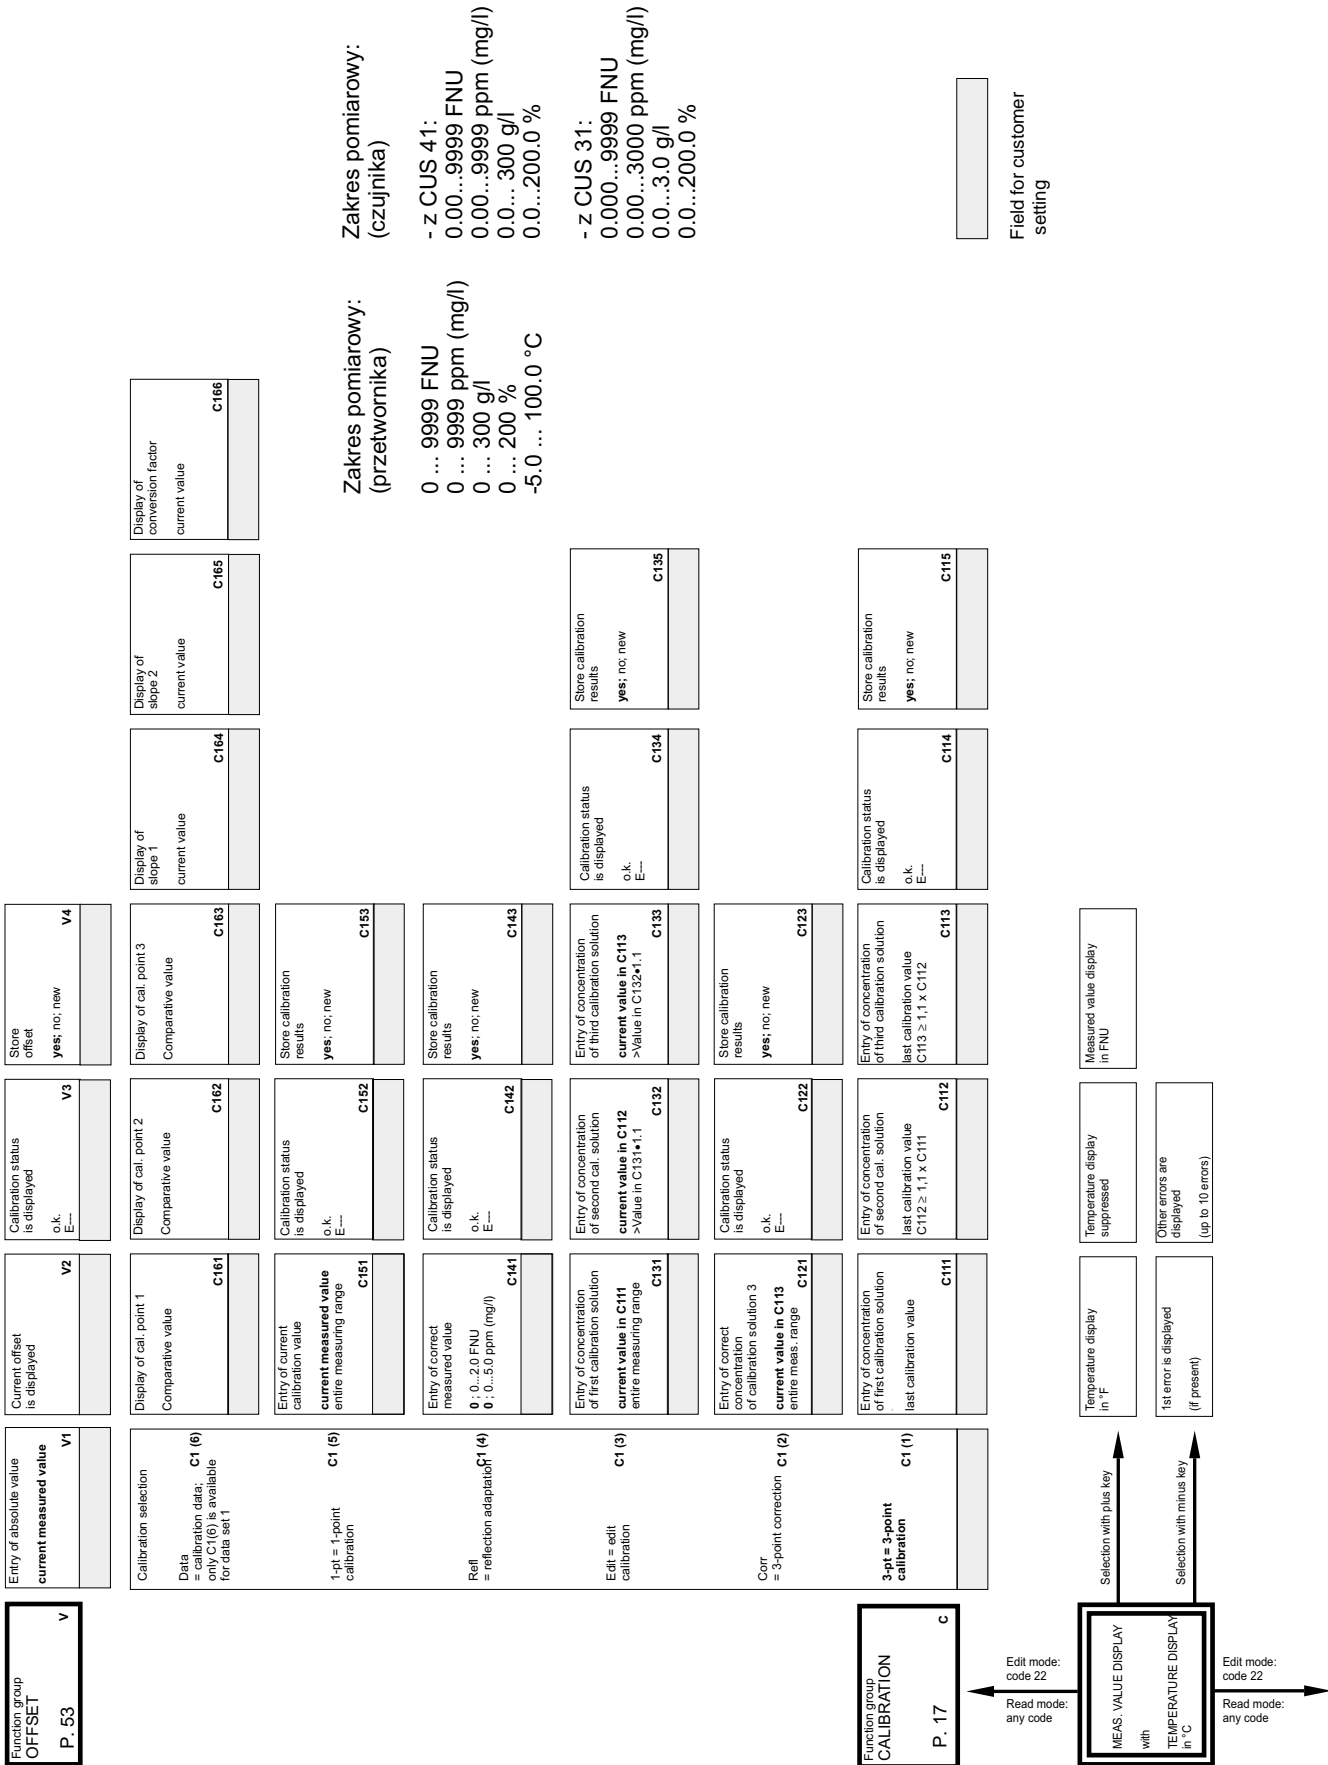 Function group
OFFSET
P. 53
V
Entry of absolute value
current measured value
V1
Current offset
is displayed
V2
Calibration status
is displayed
o.k.
E---
V3
Store
offset
yes; no; new
V4
Calibration selection
Data
= calibration data;
only C1(6) is available
for data set 1
C1 (6)
Display of cal. point 1
Comparative value
C161
Display of cal. point 2
Comparative value
C162
Display of cal. point 3
Comparative value
C163
Display of
slope 1
current value
C164
Display of
slope 2
current value
C165
Display of
conversion factor
current value
C166
1-pt = 1-point
calibration
C1 (5)
Entry of current
calibration value
current measured value
entire measuring range
C151
Calibration status
is displayed
o.k.
E---
C152
Store calibration
results
yes; no; new
C153
Refl
= reflection adaptation
C1 (4)
Entry of correct
measured value
0; 0...2.0 FNU
0; 0...5.0 ppm (mg/l)
C141
Calibration status
is displayed
o.k.
E---
C142
Store calibration
results
yes; no; new
C143
Edit = edit
calibration
C1 (3)
Entry of concentration
of first calibration solution
current value in C111
entire measuring range
C131
Entry of concentration
of second cal. solution
current value in C112
>Value in C131•1.1
C132
Entry of concentration
of third calibration solution
current value in C113
>Value in C132•1.1
C133
Calibration status
is displayed
o.k.
E---
C134
Store calibration
results
yes; no; new
C135
Corr
= 3-point correction
C1 (2)
Entry of correct
concentration
of calibration solution 3
current value in C113
entire meas. range
C121
Calibration status
is displayed
o.k.
E---
C122
Store calibration
results
yes; no; new
C123
Function group
CALIBRATION
P. 17
C
3-pt = 3-point
calibration
C1 (1)
Entry of concentration
of first calibration solution
last calibration value
C111
Entry of concentration
of second cal. solution
last calibration value
C112 ≥ 1,1 x C111
C112
Entry of concentration
of third calibration solution
last calibration value
C113 ≥ 1,1 x C112
C113
Calibration status
is displayed
o.k.
E---
C114
Store calibration
results
yes; no; new
C115
Edit mode:
code 22
Read mode:
any code
MEAS. VALUE DISPLAY
with
TEMPERATURE DISPLAY
in °C
Edit mode:
code 22
Read mode:
any code
Selection with plus key
Temperature display
in °F
Temperature display
suppressed
Measured value display
in FNU
Selection with minus key
1st error is displayed
(if present)
Other errors are
displayed
(up to 10 errors)
Zakres pomiarowy:
(przetwornika)
0 ... 9999 FNU
0 ... 9999 ppm (mg/l)
0 ... 300 g/l
0 ... 200 %
-5.0 ... 100.0 °C
Zakres pomiarowy:
(czujnika)
- z CUS 41:
0.00...9999 FNU
0.00...9999 ppm (mg/l)
0.0... 300 g/l
0.0...200.0 %
- z CUS 31:
0.000...9999 FNU
0.00...3000 ppm (mg/l)
0.0...3.0 g/l
0.0...200.0 %
Field for customer
setting